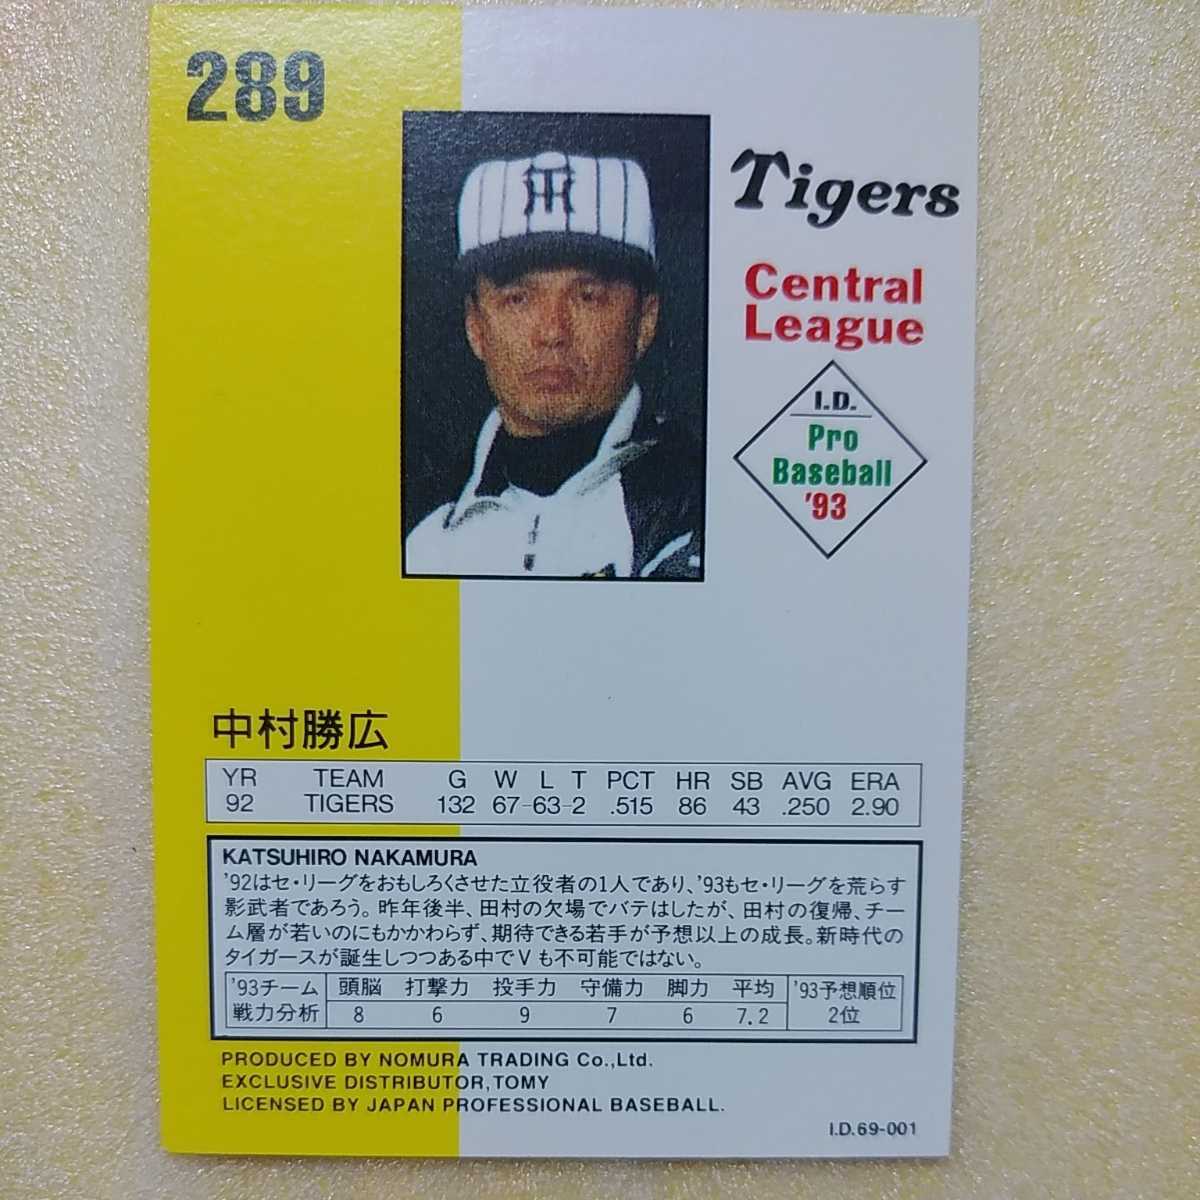 289
TH
Tigers
Central
League
I.D.
Pro
Baseball
'93
中村勝広
YR TEAM G W L T PCT HR SB AVG ERA
92 TIGERS 132 67-63-2 .515 86 43 .250 2.90
KATSUHIRO NAKAMURA
'92はセ・リーグをおもしろくさせた立役者の1人であり、'93もセ・リーグを荒らす
影武者であろう。昨年後半、田村の欠場でバテはしたが、田村の復帰、チー
ム層が若いのにもかかわらず、期待できる若手が予想以上の成長。新時代の
タイガースが誕生しつつある中でVも不可能ではない。
'93チーム 頭脳 打撃力 投手力 守備力 脚力 平均 '93予想順位
戦力分析 8 6 9 7 6 7.2 2位
PRODUCED BY NOMURA TRADING Co.,Ltd.
EXCLUSIVE DISTRIBUTOR,TOMY
LICENSED BY JAPAN PROFESSIONAL BASEBALL.
I.D.69-001